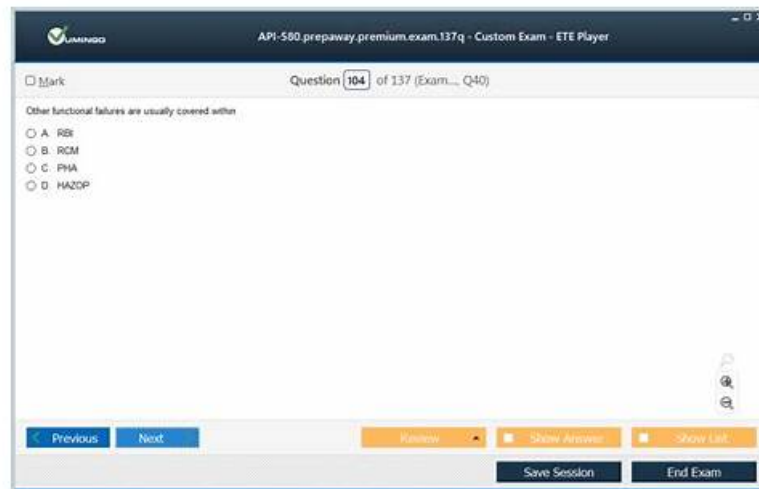 VUMINGO
API-580.prepaway.premium.exam.137q - Custom Exam - ETE Player
Mark
Question 104 of 137 (Exam..., Q40)
Other functional failures are usually covered within
A. RBI
B. RCM
C. PHA
D. HAZOP
Previous
Next
Review
Show Answer
Show List
Save Session
End Exam